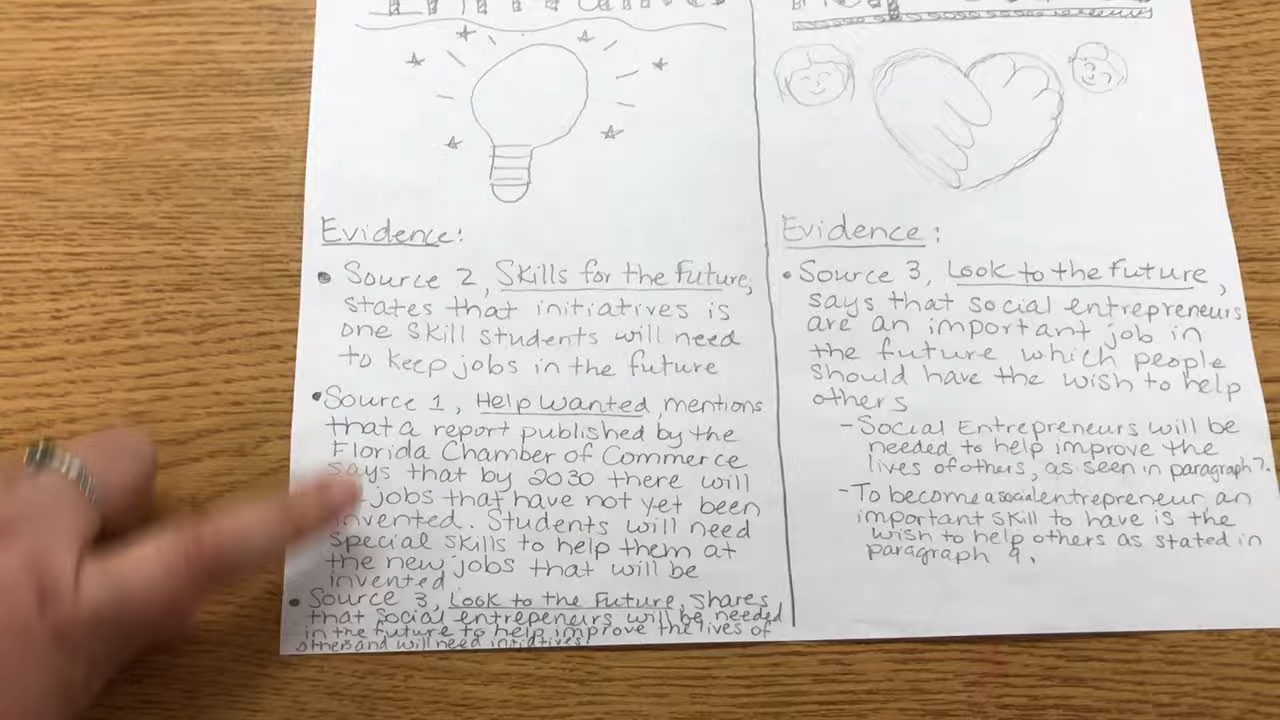 Evidence:
• Source 2, Skills for the Future,
states that initiatives is
one skill students will need
to keep jobs in the future
• Source 1, Help Wanted, mentions
that a report published by the
Florida Chamber of Commerce
says that by 2030 there will
jobs that have not yet been
invented. Students will need
special skills to help them at
the new jobs that will be
invented
• Source 3, Look to the Future, shares
that social entrepeneurs will be needed
in the future to help improve the lives of
others and will need initiatives.
Evidence:
• Source 3, Look to the Future,
says that social entrepreneurs
are an important job in
the future which people
should have the wish to help
others
- Social Entrepreneurs will be
needed to help improve the
lives of others, as seen in paragraph 7.
- To become a social entrepreneur an
important skill to have is the
wish to help others as stated in
paragraph 9.